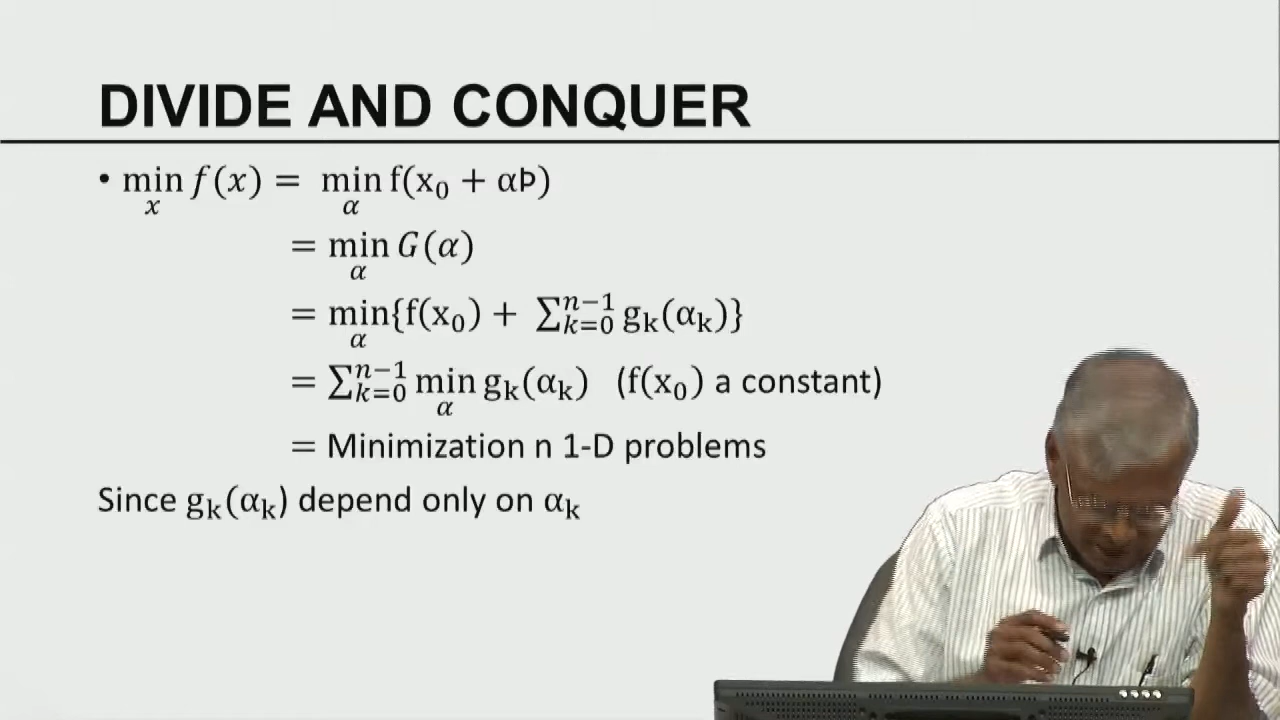 DIVIDE AND CONQUER
• min_x f(x) = min_α f(x₀ + αÞ)
= min_α G(α)
= min_α{f(x₀) + ∑_{k=0}^{n−1} g_k(α_k)}
= ∑_{k=0}^{n−1} min_α g_k(α_k) (f(x₀) a constant)
= Minimization n 1-D problems
Since g_k(α_k) depend only on α_k